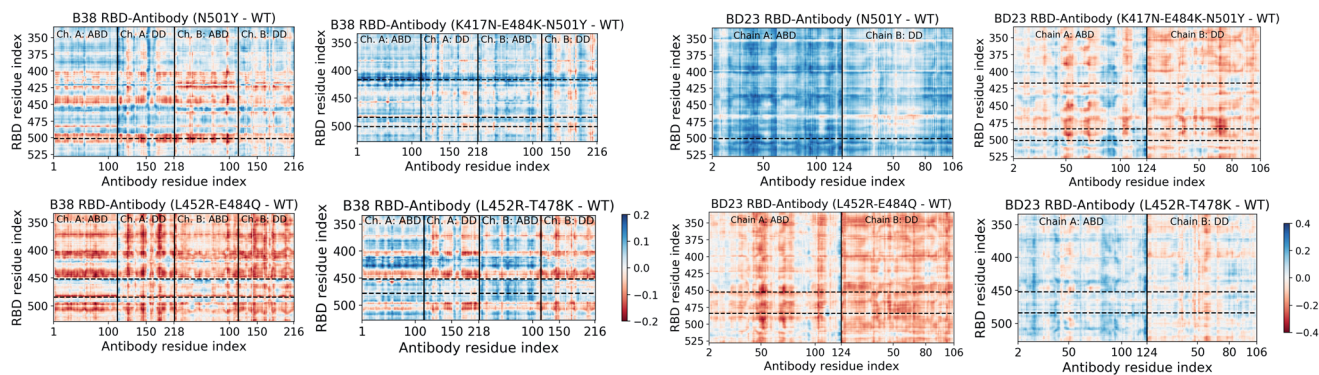 B38 RBD-Antibody (N501Y - WT)
Ch. A: ABD Ch. A: DD Ch. B: ABD Ch. B: DD
RBD residue index
350
375
400
425
450
475
500
525
1 100 150 218 100 150 216
Antibody residue index
B38 RBD-Antibody (K417N-E484K-N501Y - WT)
Ch. A: ABD Ch. A: DD Ch. B: ABD Ch. B: DD
RBD residue index
350
400
450
500
1 100 150 218 100 150 216
Antibody residue index
BD23 RBD-Antibody (N501Y - WT)
Chain A: ABD Chain B: DD
RBD residue index
350
375
400
425
450
475
500
525
2 50 100 124 50 80 106
Antibody residue index
BD23 RBD-Antibody (K417N-E484K-N501Y - WT)
Chain A: ABD Chain B: DD
RBD residue index
350
375
400
425
450
475
500
525
2 50 100 124 50 80 106
Antibody residue index
B38 RBD-Antibody (L452R-E484Q - WT)
Ch. A: ABD Ch. A: DD Ch. B: ABD Ch. B: DD
RBD residue index
350
400
450
500
1 100 150 218 100 150 216
Antibody residue index
B38 RBD-Antibody (L452R-T478K - WT)
Ch. A: ABD Ch. A: DD Ch. B: ABD Ch. B: DD
RBD residue index
350
400
450
500
1 100 150 218 100 150 216
Antibody residue index
0.2
0.1
0.0
−0.1
−0.2
BD23 RBD-Antibody (L452R-E484Q - WT)
Chain A: ABD Chain B: DD
RBD residue index
350
375
400
425
450
475
500
525
2 50 100 124 50 80 106
Antibody residue index
BD23 RBD-Antibody (L452R-T478K - WT)
Chain A: ABD Chain B: DD
RBD residue index
350
400
450
500
2 50 100 124 50 80 106
Antibody residue index
0.4
0.2
0.0
−0.2
−0.4